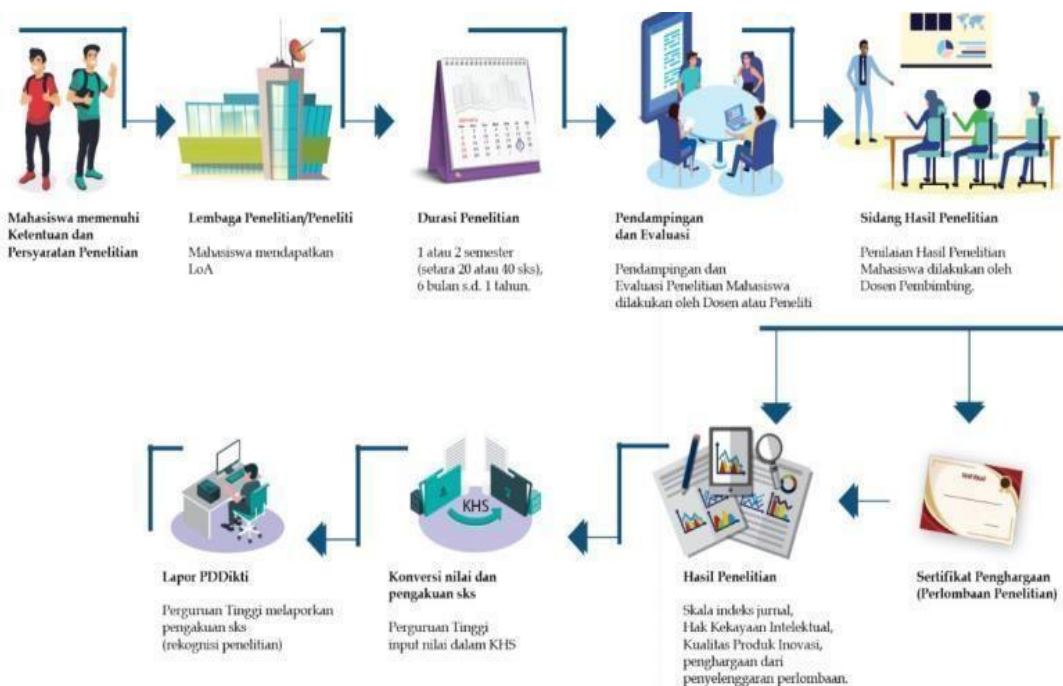 Mahasiswa memenuhi
Ketentuan dan
Persyaratan Penelitian
Lembaga Penelitian/Peneliti
Mahasiswa mendapatkan
LoA
Durasi Penelitian
1 atau 2 semester
(setara 20 atau 40 sks),
6 bulan s.d. 1 tahun.
Pendampingan
dan Evaluasi
Pendampingan dan
Evaluasi Penelitian Mahasiswa
dilakukan oleh Dosen atau Peneliti
Sidang Hasil Penelitian
Penilaian Hasil Penelitian
Mahasiswa dilakukan oleh
Dosen Pembimbing.
KHS
Lapor PDDikti
Perguruan Tinggi melaporkan
pengakuan sks
(rekognisi penelitian)
Konversi nilai dan
pengakuan sks
Perguruan Tinggi
input nilai dalam KHS
Hasil Penelitian
Skala indeks jurnal,
Hak Kekayaan Intelektual,
Kualitas Produk Inovasi,
penghargaan dari
penyelenggaran perlombaan.
Sertifikat Penghargaan
(Perlombaan Penelitian)